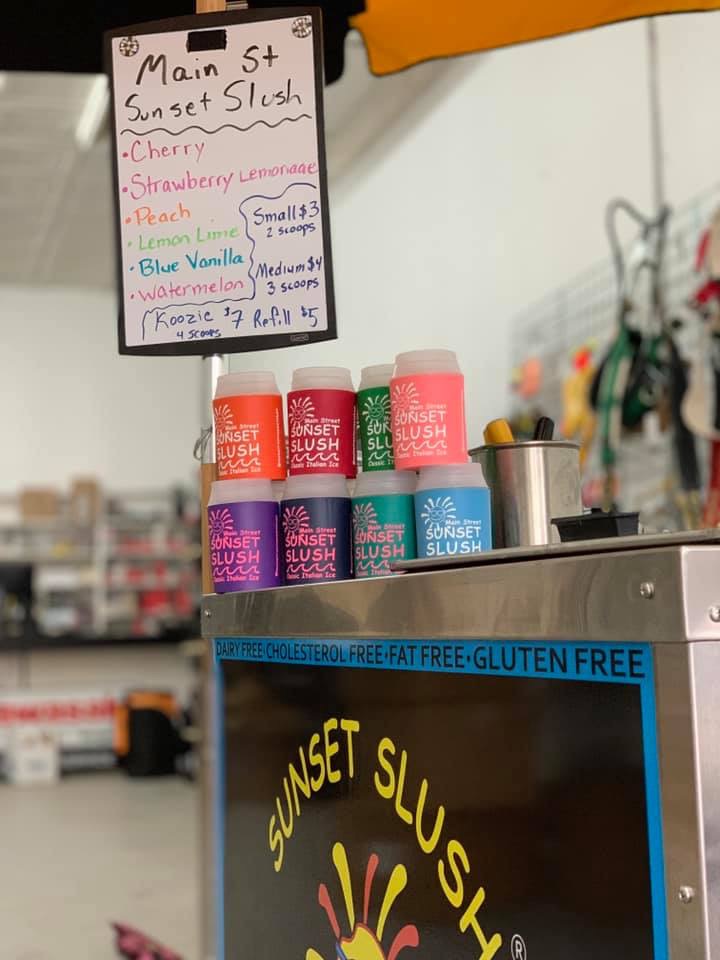 Main St
Sunset Slush
• Cherry
• Strawberry Lemonade
• Peach
• Lemon Lime
• Blue Vanilla
• Watermelon
Small $3
2 scoops
Medium $4
3 scoops
Koozie $7 Refill $5
4 scoops
Main Street
SUNSET
SLUSH
Classic Italian Ice
Main Street
SUNSET
SLUSH
Classic Italian Ice
SUN
SLU
Classic
Main Street
SUNSET
SLUSH
Classic Italian Ice
Main Street
SUNSET
SLUSH
Classic Italian Ice
Main Street
SUNSET
SLUSH
Classic Italian Ice
Main Street
SUNSET
SLUSH
Classic Italian Ice
Main Street
SUNSET
SLUSH
DAIRY FREE•CHOLESTEROL FREE•FAT FREE•GLUTEN FREE
SUNSET SLUSH®